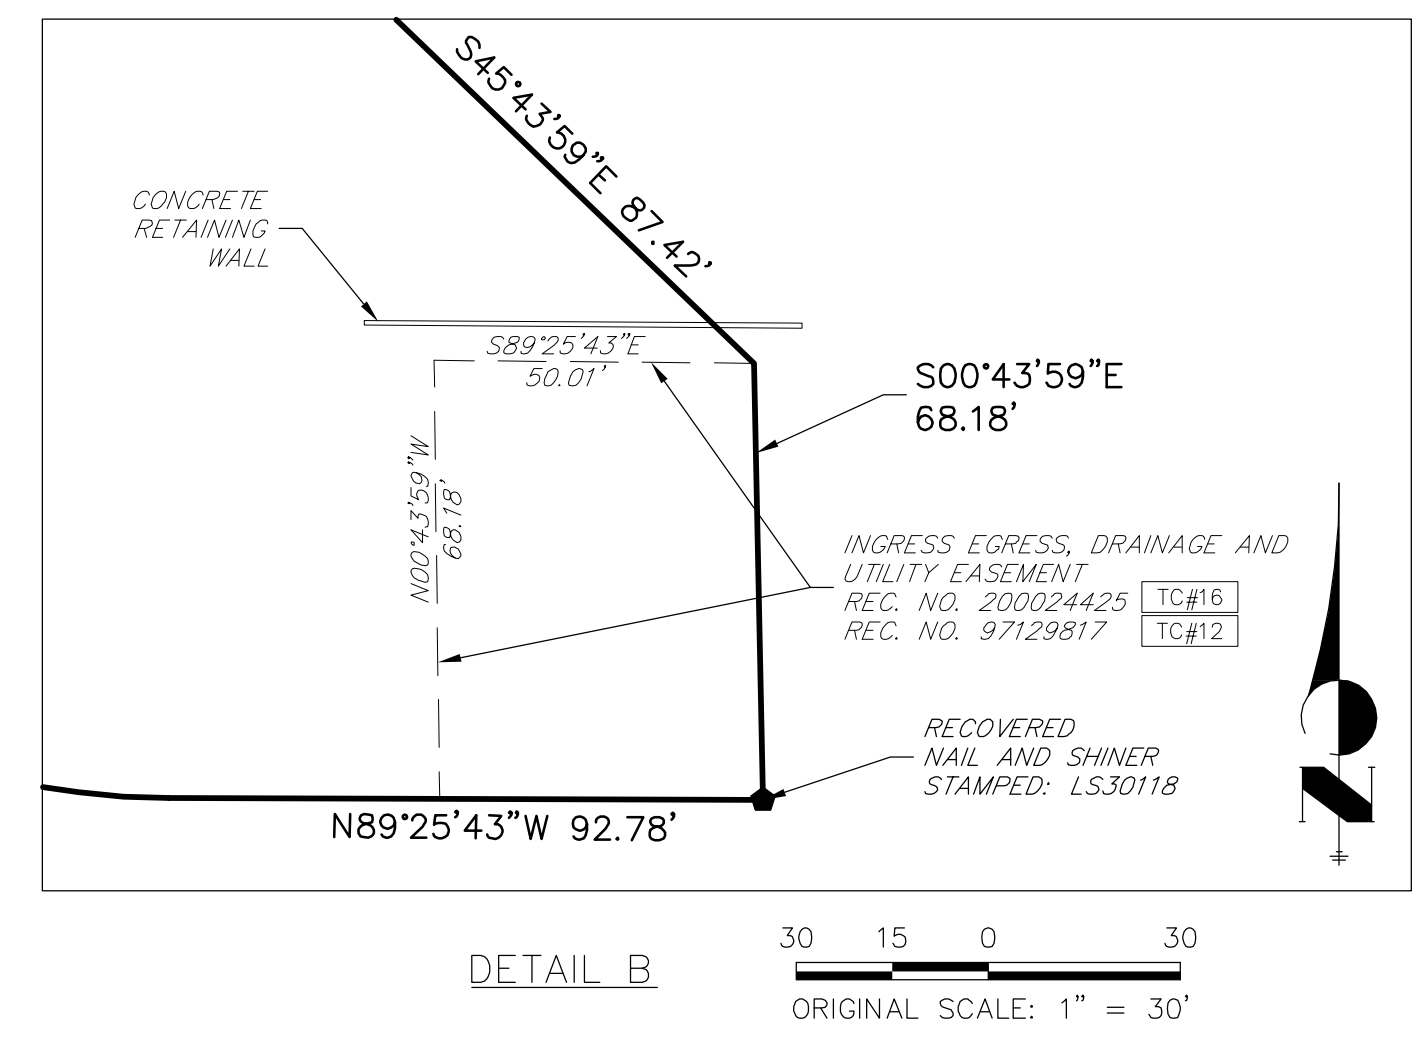 S45°43'59"E 87.42'
CONCRETE
RETAINING
WALL
S89°25'43"E
50.01'
S00°43'59"E
68.18'
N00°43'59"W
68.18'
INGRESS EGRESS, DRAINAGE AND
UTILITY EASEMENT
REC. NO. 200024425 TC#16
REC. NO. 97129817 TC#12
RECOVERED
NAIL AND SHINER
STAMPED: LS30118
N89°25'43"W 92.78'
N
DETAIL B
30 15 0 30
ORIGINAL SCALE: 1" = 30'